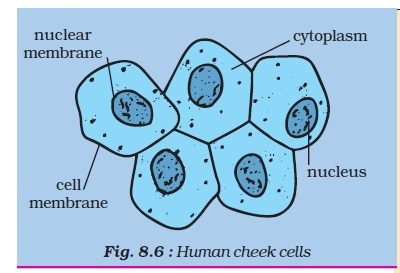 nuclear
membrane
cytoplasm
nucleus
cell
membrane
Fig. 8.6 : Human cheek cells